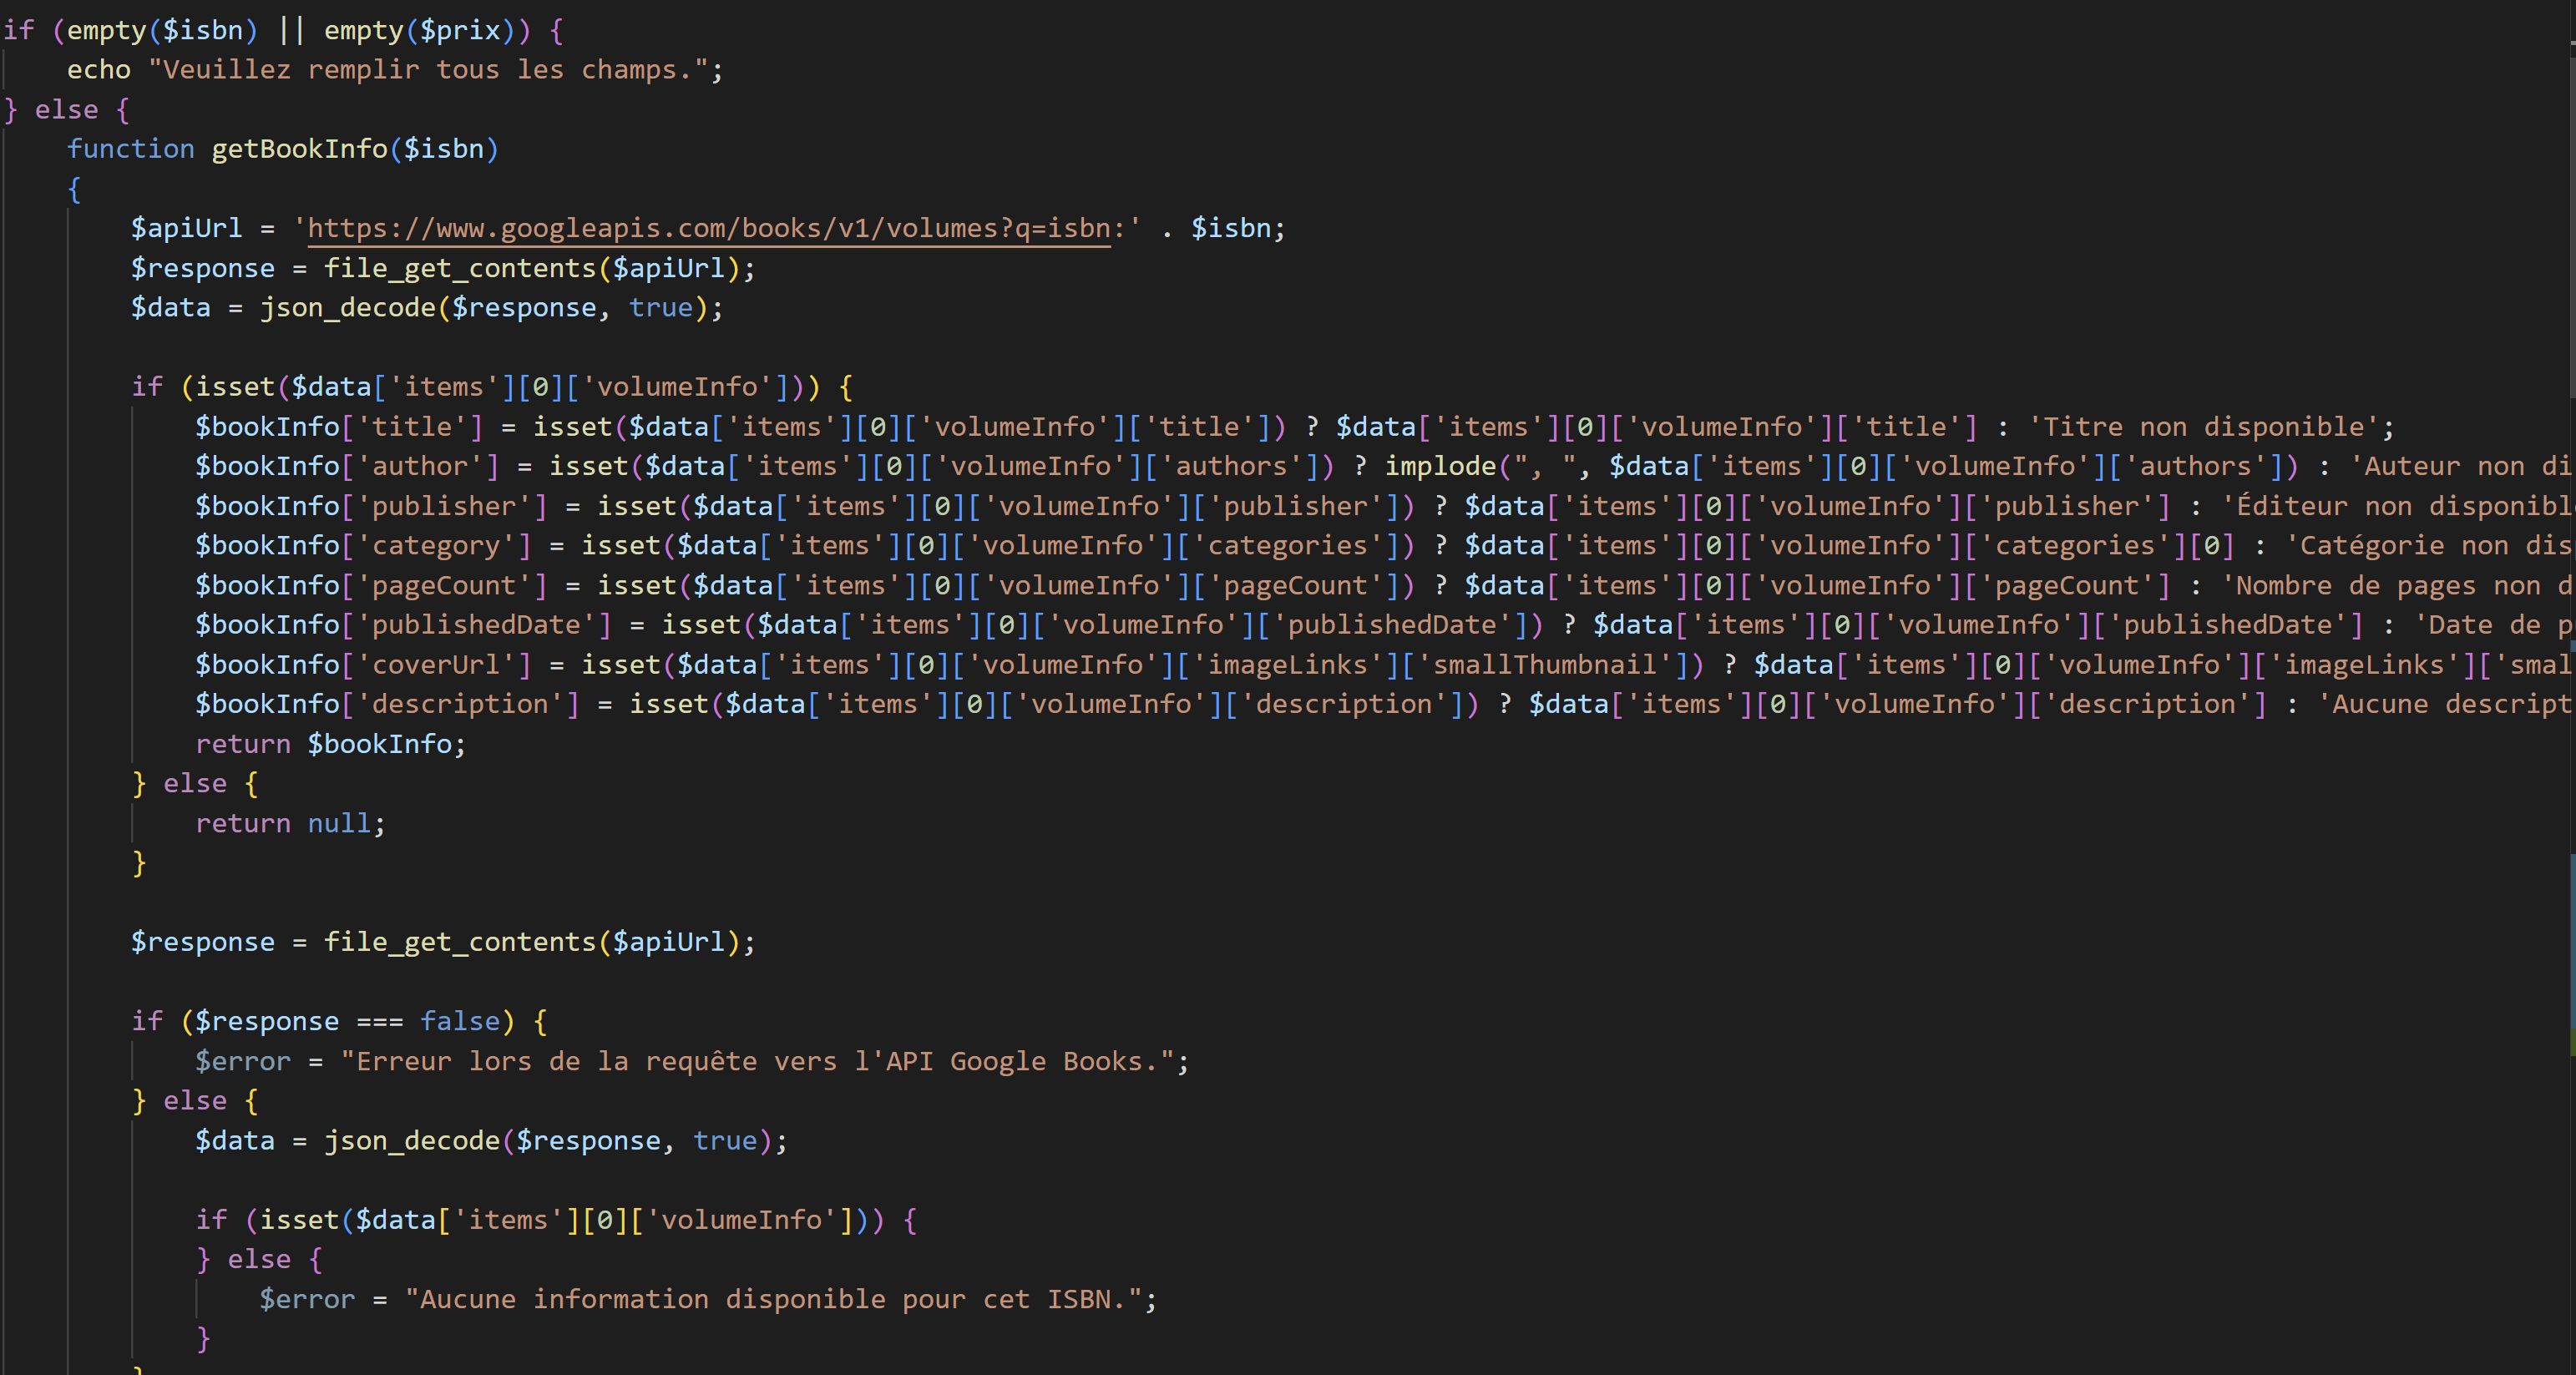 if (empty($isbn) || empty($prix)) {
    echo "Veuillez remplir tous les champs.";
} else {
    function getBookInfo($isbn)
    {
        $apiUrl = 'https://www.googleapis.com/books/v1/volumes?q=isbn:' . $isbn;
        $response = file_get_contents($apiUrl);
        $data = json_decode($response, true);

        if (isset($data['items'][0]['volumeInfo'])) {
            $bookInfo['title'] = isset($data['items'][0]['volumeInfo']['title']) ? $data['items'][0]['volumeInfo']['title'] : 'Titre non disponible';
            $bookInfo['author'] = isset($data['items'][0]['volumeInfo']['authors']) ? implode(", ", $data['items'][0]['volumeInfo']['authors']) : 'Auteur non di
            $bookInfo['publisher'] = isset($data['items'][0]['volumeInfo']['publisher']) ? $data['items'][0]['volumeInfo']['publisher'] : 'Éditeur non disponibl
            $bookInfo['category'] = isset($data['items'][0]['volumeInfo']['categories']) ? $data['items'][0]['volumeInfo']['categories'][0] : 'Catégorie non dis
            $bookInfo['pageCount'] = isset($data['items'][0]['volumeInfo']['pageCount']) ? $data['items'][0]['volumeInfo']['pageCount'] : 'Nombre de pages non d
            $bookInfo['publishedDate'] = isset($data['items'][0]['volumeInfo']['publishedDate']) ? $data['items'][0]['volumeInfo']['publishedDate'] : 'Date de p
            $bookInfo['coverUrl'] = isset($data['items'][0]['volumeInfo']['imageLinks']['smallThumbnail']) ? $data['items'][0]['volumeInfo']['imageLinks']['smal
            $bookInfo['description'] = isset($data['items'][0]['volumeInfo']['description']) ? $data['items'][0]['volumeInfo']['description'] : 'Aucune descript
            return $bookInfo;
        } else {
            return null;
        }

        $response = file_get_contents($apiUrl);

        if ($response === false) {
            $error = "Erreur lors de la requête vers l'API Google Books.";
        } else {
            $data = json_decode($response, true);

            if (isset($data['items'][0]['volumeInfo'])) {
            } else {
                $error = "Aucune information disponible pour cet ISBN.";
            }
        }